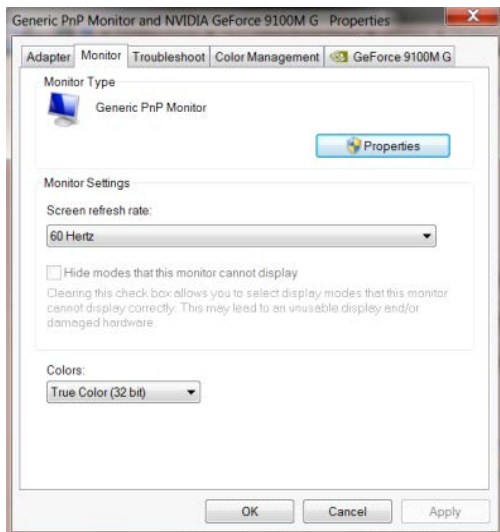 Generic PnP Monitor and NVIDIA GeForce 9100M G Properties
Adapter Monitor Troubleshoot Color Management GeForce 9100M G
Monitor Type
Generic PnP Monitor
Properties
Monitor Settings
Screen refresh rate:
60 Hertz
Hide modes that this monitor cannot display
Clearing this check box allows you to select display modes that this monitor
cannot display correctly. This may lead to an unusable display and/or
damaged hardware.
Colors:
True Color (32 bit)
OK Cancel Apply